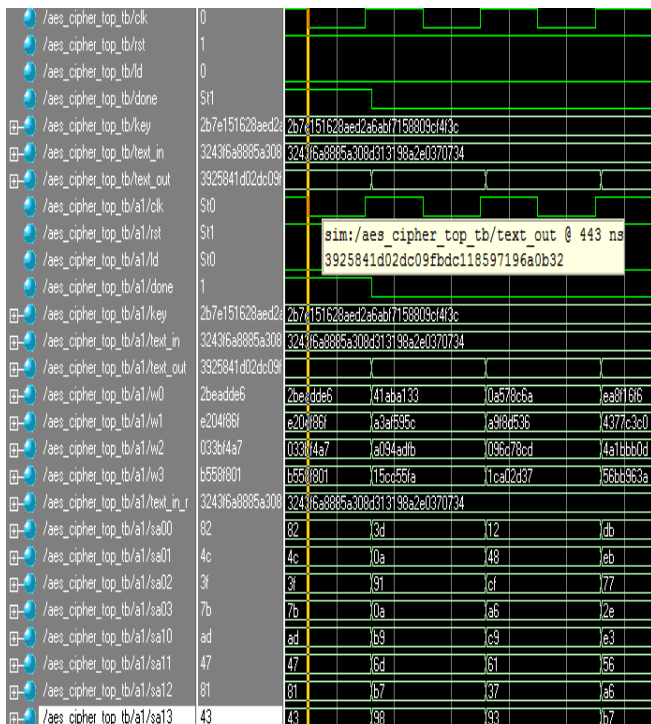 /aes_cipher_top_tb/clk 0
/aes_cipher_top_tb/rst 1
/aes_cipher_top_tb/ld 0
/aes_cipher_top_tb/done St1
/aes_cipher_top_tb/key 2b7e151628aed2a 2b7e151628aed2a6abf7158809cf4f3c
/aes_cipher_top_tb/text_in 3243f6a8885a308 3243f6a8885a308d313198a2e0370734
/aes_cipher_top_tb/text_out 3925841d02dc09f
/aes_cipher_top_tb/a1/clk St0
/aes_cipher_top_tb/a1/rst St1
sim:/aes_cipher_top_tb/text_out @ 443 ns
3925841d02dc09fbdc118597196a0b32
/aes_cipher_top_tb/a1/ld St0
/aes_cipher_top_tb/a1/done 1
/aes_cipher_top_tb/a1/key 2b7e151628aed2a 2b7e151628aed2a6abf7158809cf4f3c
/aes_cipher_top_tb/a1/text_in 3243f6a8885a308 3243f6a8885a308d313198a2e0370734
/aes_cipher_top_tb/a1/text_out 3925841d02dc09f
/aes_cipher_top_tb/a1/w0 2beadde6 2beadde6 41aba133 0a578c6a ea8f16f6
/aes_cipher_top_tb/a1/w1 e204f86f e204f86f a3af595c a9f8d536 4377c3c0
/aes_cipher_top_tb/a1/w2 033bf4a7 033bf4a7 a094adfb 096c78cd 4a1bbb0d
/aes_cipher_top_tb/a1/w3 b558f801 b558f801 15cc55fa 1ca02d37 56bb963a
/aes_cipher_top_tb/a1/text_in_r 3243f6a8885a308 3243f6a8885a308d313198a2e0370734
/aes_cipher_top_tb/a1/sa00 82 82 3d 12 db
/aes_cipher_top_tb/a1/sa01 4c 4c 0a 48 eb
/aes_cipher_top_tb/a1/sa02 3f 3f 91 cf 77
/aes_cipher_top_tb/a1/sa03 7b 7b 0a a6 2e
/aes_cipher_top_tb/a1/sa10 ad ad b9 c9 e3
/aes_cipher_top_tb/a1/sa11 47 47 6d 61 56
/aes_cipher_top_tb/a1/sa12 81 81 b7 37 a6
/aes_cipher_top_tb/a1/sa13 43 43 98 93 b7